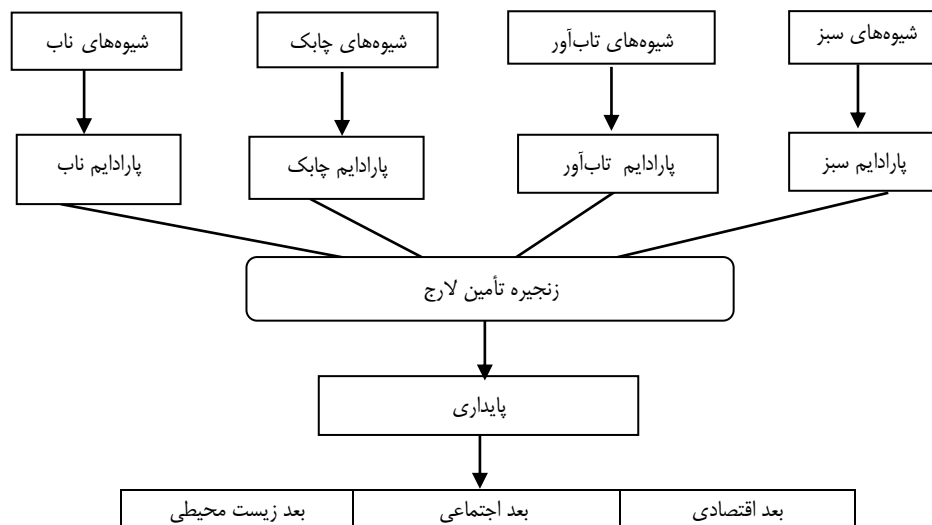 شیوه‌های سبز
شیوه‌های تاب‌آور
شیوه‌های چابک
شیوه‌های ناب
پارادایم سبز
پارادایم تاب‌آور
پارادایم چابک
پارادایم ناب
زنجیره تأمین لارج
پایداری
بعد اقتصادی
بعد اجتماعی
بعد زیست محیطی